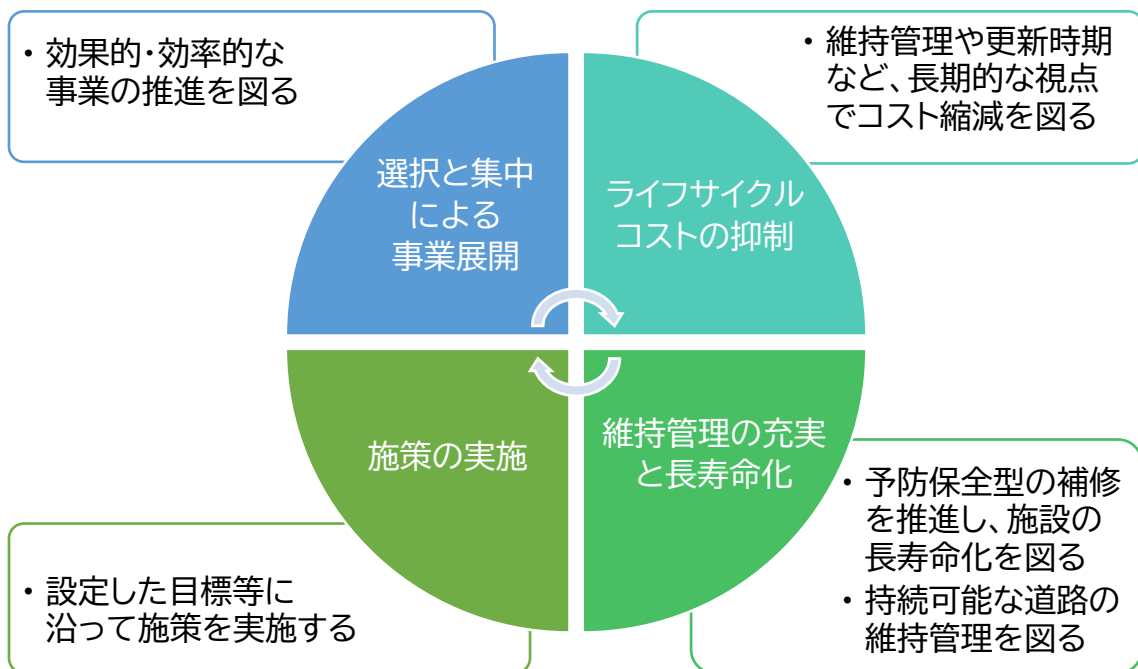 ・効果的・効率的な
事業の推進を図る
・維持管理や更新時期
など、長期的な視点
でコスト縮減を図る
選択と集中
による
事業展開
ライフサイクル
コストの抑制
施策の実施
維持管理の充実
と長寿命化
・設定した目標等に
沿って施策を実施する
・予防保全型の補修
を推進し、施設の
長寿命化を図る
・持続可能な道路の
維持管理を図る